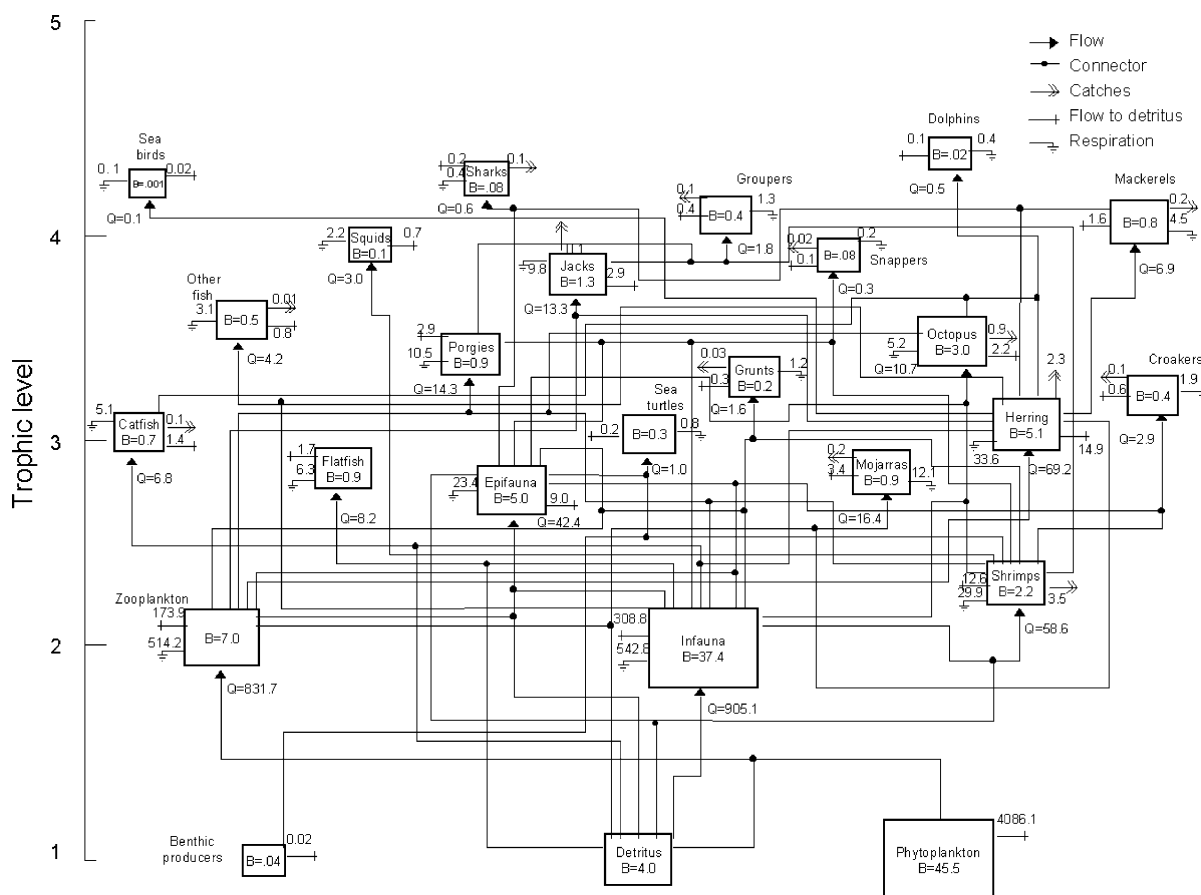 5
4
3
2
1
Trophic level
Flow
Connector
Catches
Flow to detritus
Respiration
Sea
birds
0.1
0.02
B=.001
Q=0.1
0.2
0.1
0.4
Sharks
B=.08
Q=0.6
Dolphins
0.1
0.4
B=.02
Q=0.5
Groupers
0.1
0.4
1.3
B=0.4
Q=1.8
Mackerels
0.2
1.6
4.5
B=0.8
Q=6.9
2.2
0.7
Squids
B=0.1
Q=3.0
9.8
2.9
Jacks
B=1.3
Q=13.3
0.02
0.2
0.1
B=.08
Snappers
Q=0.3
Other
fish
3.1
0.01
0.8
B=0.5
Q=4.2
2.9
10.5
Porgies
B=0.9
Q=14.3
Octopus
B=3.0
0.9
5.2
2.2
Q=10.7
0.03
1.2
0.3
Grunts
B=0.2
Q=1.6
2.3
Herring
B=5.1
33.6
14.9
Q=69.2
Croakers
0.1
0.6
1.9
B=0.4
Q=2.9
5.1
0.1
1.4
Catfish
B=0.7
Q=6.8
Sea
turtles
0.2
0.8
B=0.3
Q=1.0
1.7
6.3
Flatfish
B=0.9
Q=8.2
23.4
9.0
Epifauna
B=5.0
Q=42.4
0.2
3.4
12.1
Mojarras
B=0.9
Q=16.4
12.6
29.9
3.5
Shrimps
B=2.2
Q=58.6
Zooplankton
173.9
514.2
B=7.0
Q=831.7
308.8
542.8
Infauna
B=37.4
Q=905.1
Benthic
producers
0.02
B=.04
Detritus
B=4.0
4086.1
Phytoplankton
B=45.5